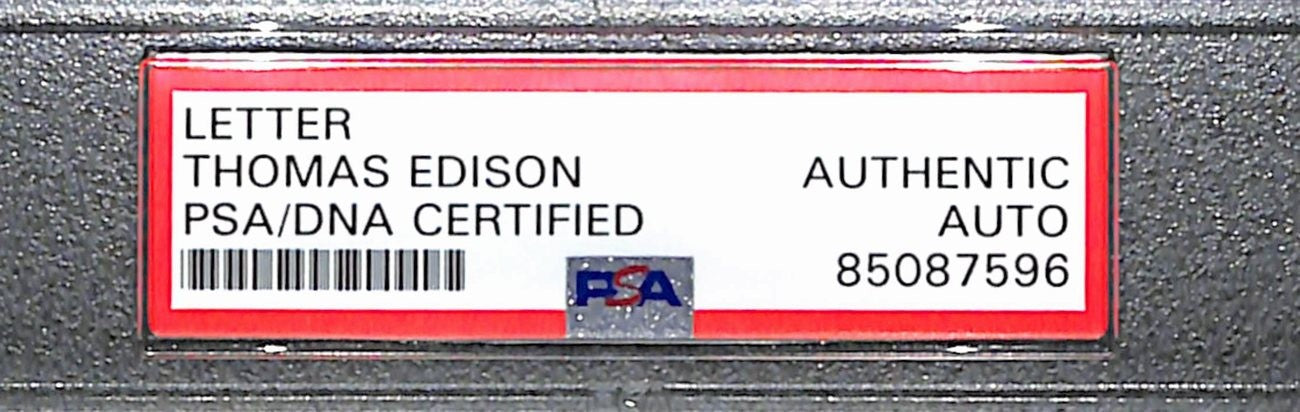 LETTER
THOMAS EDISON
PSA/DNA CERTIFIED
AUTHENTIC
AUTO
85087596
PSA